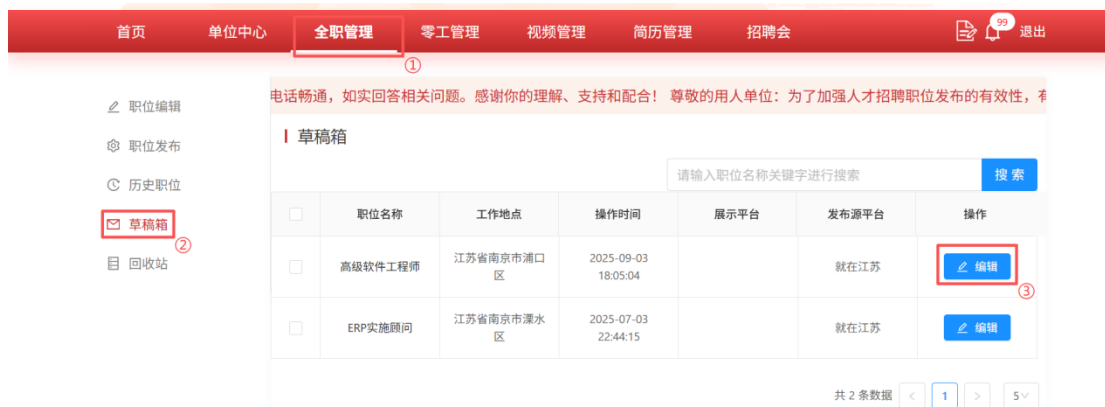 首页 单位中心 全职管理 零工管理 视频管理 简历管理 招聘会 99 退出
①
职位编辑
职位发布
历史职位
草稿箱
②
回收站
电话畅通，如实回答相关问题。感谢你的理解、支持和配合！ 尊敬的用人单位：为了加强人才招聘职位发布的有效性，有
草稿箱
请输入职位名称关键字进行搜索 搜 索
职位名称 工作地点 操作时间 展示平台 发布源平台 操作
高级软件工程师 江苏省南京市浦口 2025-09-03 就在江苏 编辑
区 18:05:04
③
ERP实施顾问 江苏省南京市溧水 2025-07-03 就在江苏 编辑
区 22:44:15
共 2 条数据 < 1 > 5